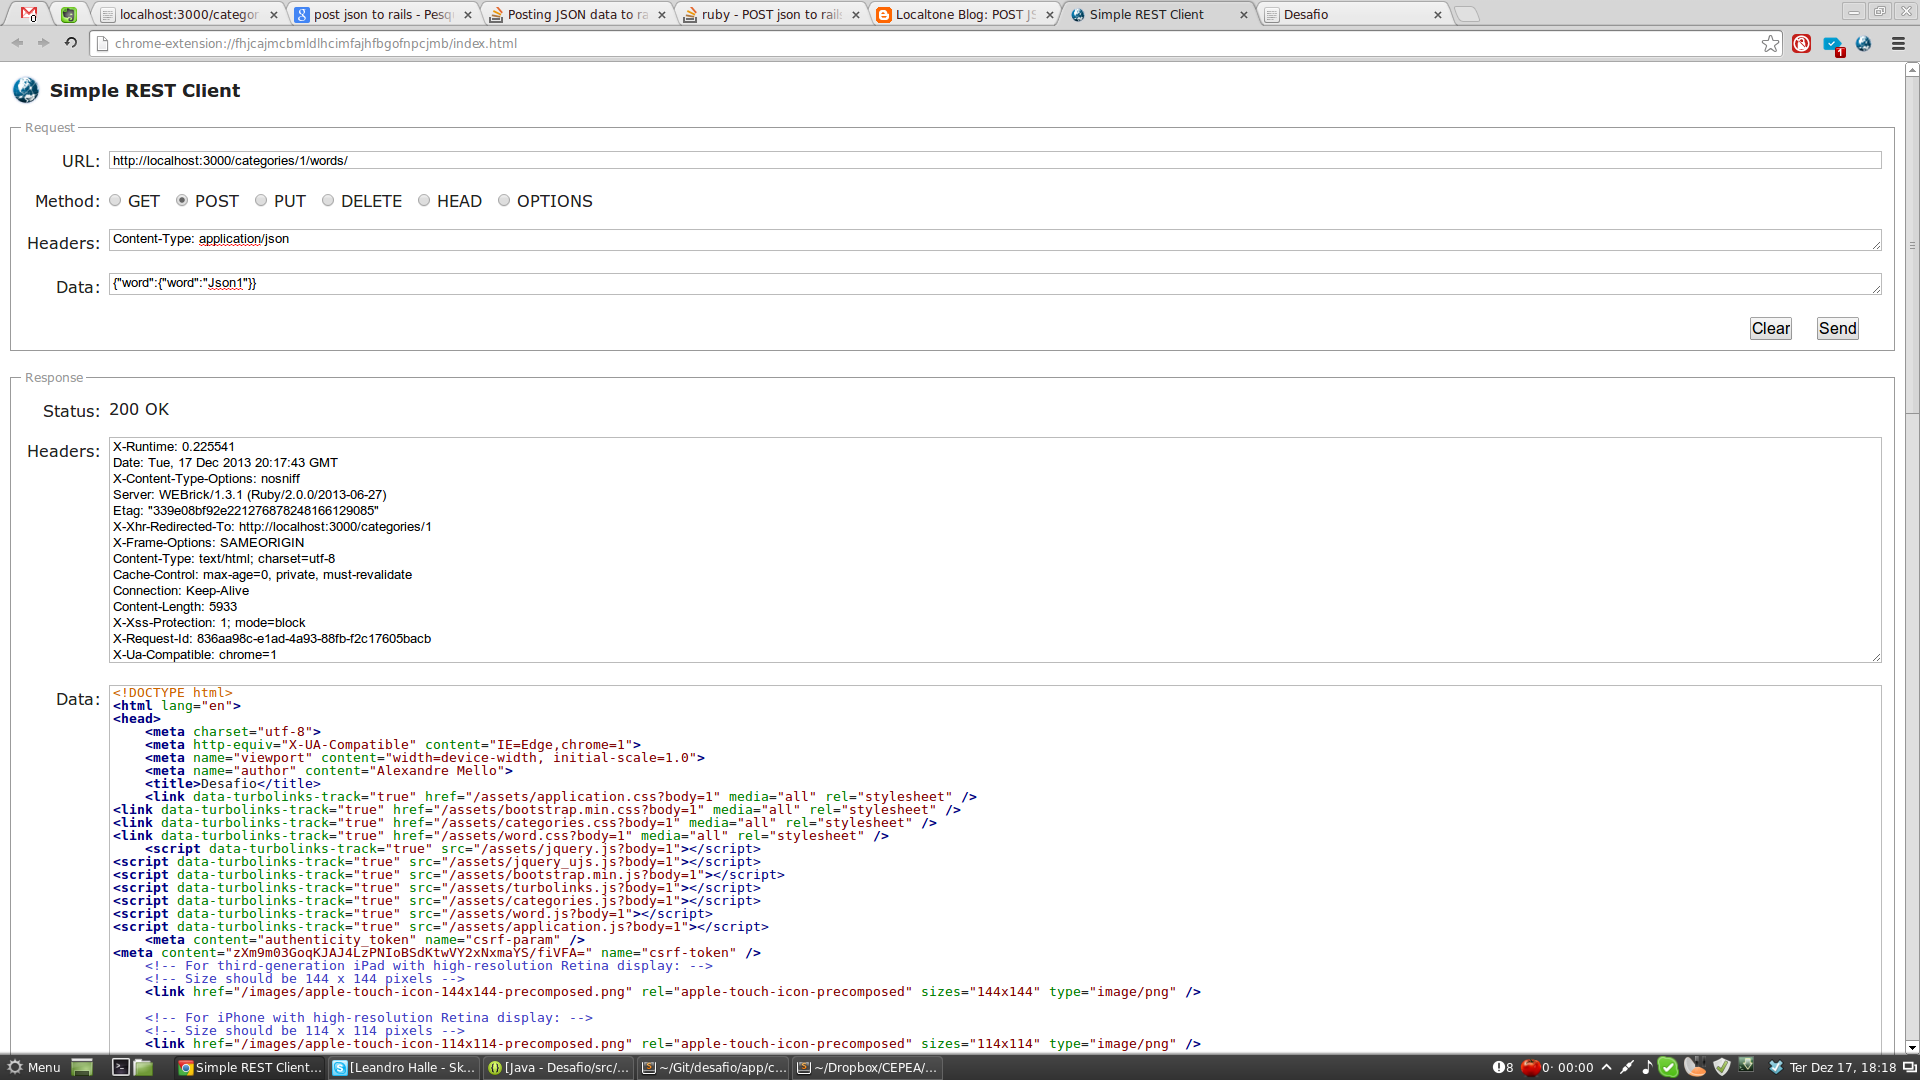 localhost:3000/categor
post json to rails - Pesq
Posting JSON data to ra
ruby - POST json to rails
Localtone Blog: POST JS
Simple REST Client
Desafio
chrome-extension://fhjcajmcbmldlhcimfajhfbgofnpcjmb/index.html
1
Simple REST Client
Request
URL: http://localhost:3000/categories/1/words/
Method: GET POST PUT DELETE HEAD OPTIONS
Headers: Content-Type: application/json
Data: {"word":{"word":"Json1"}}
Clear Send
Response
Status: 200 OK
Headers: X-Runtime: 0.225541
Date: Tue, 17 Dec 2013 20:17:43 GMT
X-Content-Type-Options: nosniff
Server: WEBrick/1.3.1 (Ruby/2.0.0/2013-06-27)
Etag: "339e08bf92e221276878248166129085"
X-Xhr-Redirected-To: http://localhost:3000/categories/1
X-Frame-Options: SAMEORIGIN
Content-Type: text/html; charset=utf-8
Cache-Control: max-age=0, private, must-revalidate
Connection: Keep-Alive
Content-Length: 5933
X-Xss-Protection: 1; mode=block
X-Request-Id: 836aa98c-e1ad-4a93-88fb-f2c17605bacb
X-Ua-Compatible: chrome=1
Data: <!DOCTYPE html>
<html lang="en">
<head>
<meta charset="utf-8">
<meta http-equiv="X-UA-Compatible" content="IE=Edge,chrome=1">
<meta name="viewport" content="width=device-width, initial-scale=1.0">
<meta name="author" content="Alexandre Mello">
<title>Desafio</title>
<link data-turbolinks-track="true" href="/assets/application.css?body=1" media="all" rel="stylesheet" />
<link data-turbolinks-track="true" href="/assets/bootstrap.min.css?body=1" media="all" rel="stylesheet" />
<link data-turbolinks-track="true" href="/assets/categories.css?body=1" media="all" rel="stylesheet" />
<link data-turbolinks-track="true" href="/assets/word.css?body=1" media="all" rel="stylesheet" />
<script data-turbolinks-track="true" src="/assets/jquery.js?body=1"></script>
<script data-turbolinks-track="true" src="/assets/jquery_ujs.js?body=1"></script>
<script data-turbolinks-track="true" src="/assets/bootstrap.min.js?body=1"></script>
<script data-turbolinks-track="true" src="/assets/turbolinks.js?body=1"></script>
<script data-turbolinks-track="true" src="/assets/categories.js?body=1"></script>
<script data-turbolinks-track="true" src="/assets/word.js?body=1"></script>
<script data-turbolinks-track="true" src="/assets/application.js?body=1"></script>
<meta content="authenticity_token" name="csrf-param" />
<meta content="zXm9m03GoqKJAJ4LzPNIoBSdKtwVY2xNxmaYS/fiVFA=" name="csrf-token" />
<!-- For third-generation iPad with high-resolution Retina display: -->
<!-- Size should be 144 x 144 pixels -->
<link href="/images/apple-touch-icon-144x144-precomposed.png" rel="apple-touch-icon-precomposed" sizes="144x144" type="image/png" />
<!-- For iPhone with high-resolution Retina display: -->
<!-- Size should be 114 x 114 pixels -->
<link href="/images/apple-touch-icon-114x114-precomposed.png" rel="apple-touch-icon-precomposed" sizes="114x114" type="image/png" />
Menu
Simple REST Client...
[Leandro Halle - Sk...
[Java - Desafio/src/...
~/Git/desafio/app/c...
~/Dropbox/CEPEA/...
8
0· 00:00
Ter Dez 17, 18:18